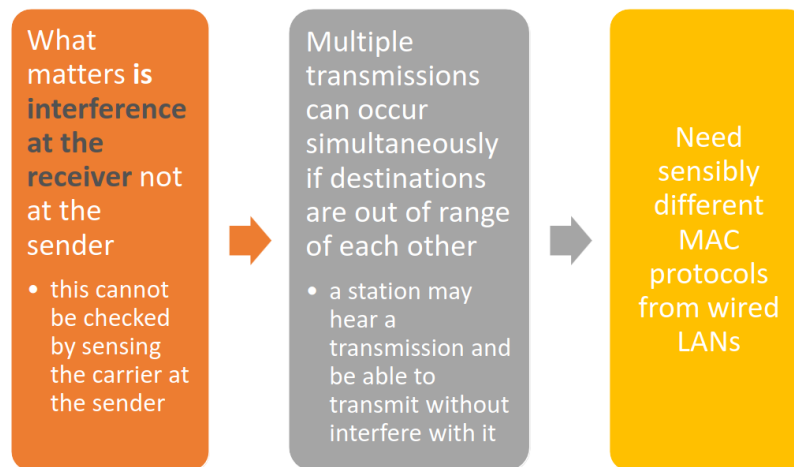 What
matters is
interference
at the
receiver not
at the
sender
• this cannot
be checked
by sensing
the carrier at
the sender
Multiple
transmissions
can occur
simultaneously
if destinations
are out of range
of each other
• a station may
hear a
transmission and
be able to
transmit without
interfere with it
Need
sensibly
different
MAC
protocols
from wired
LANs